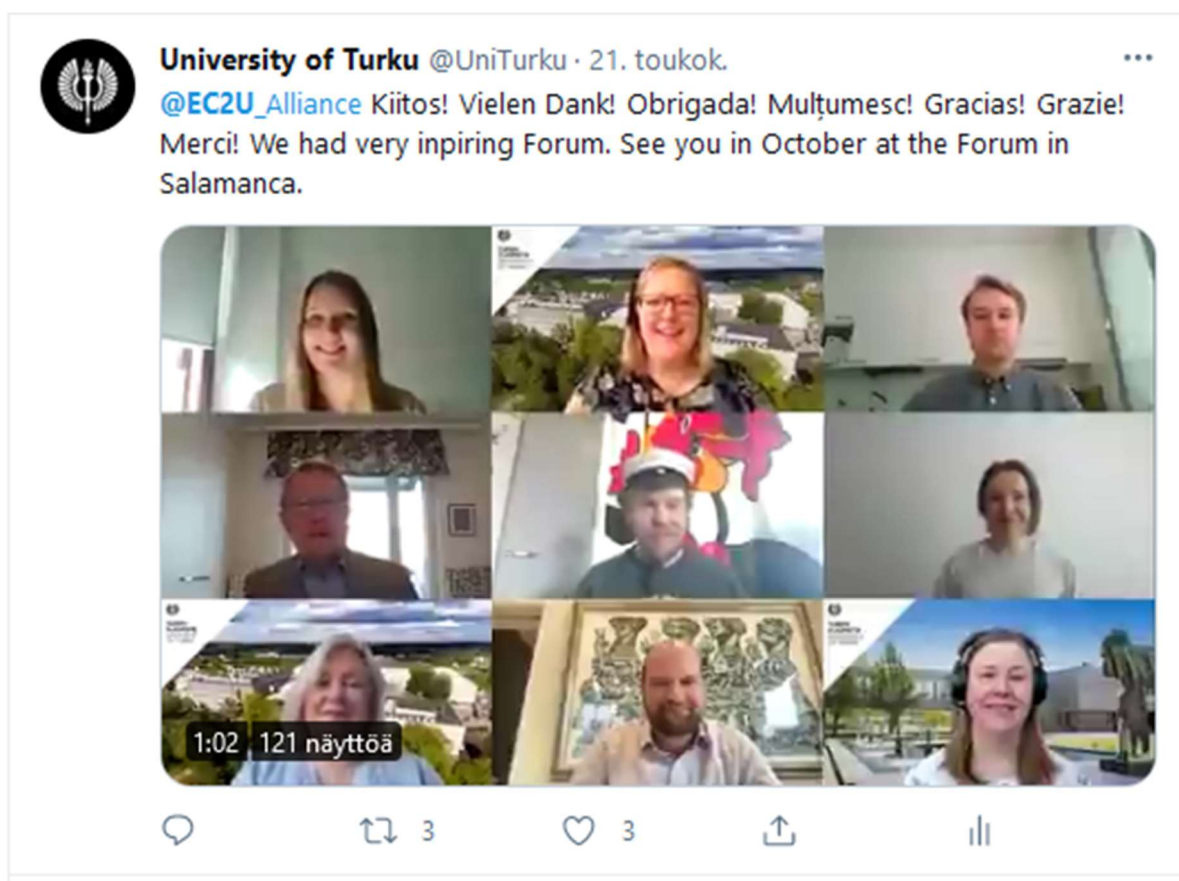 University of Turku @UniTurku · 21. toukok.
@EC2U_Alliance Kiitos! Vielen Dank! Obrigada! Mulțumesc! Gracias! Grazie!
Merci! We had very inpiring Forum. See you in October at the Forum in
Salamanca.
1:02 121 näyttöä
3 3